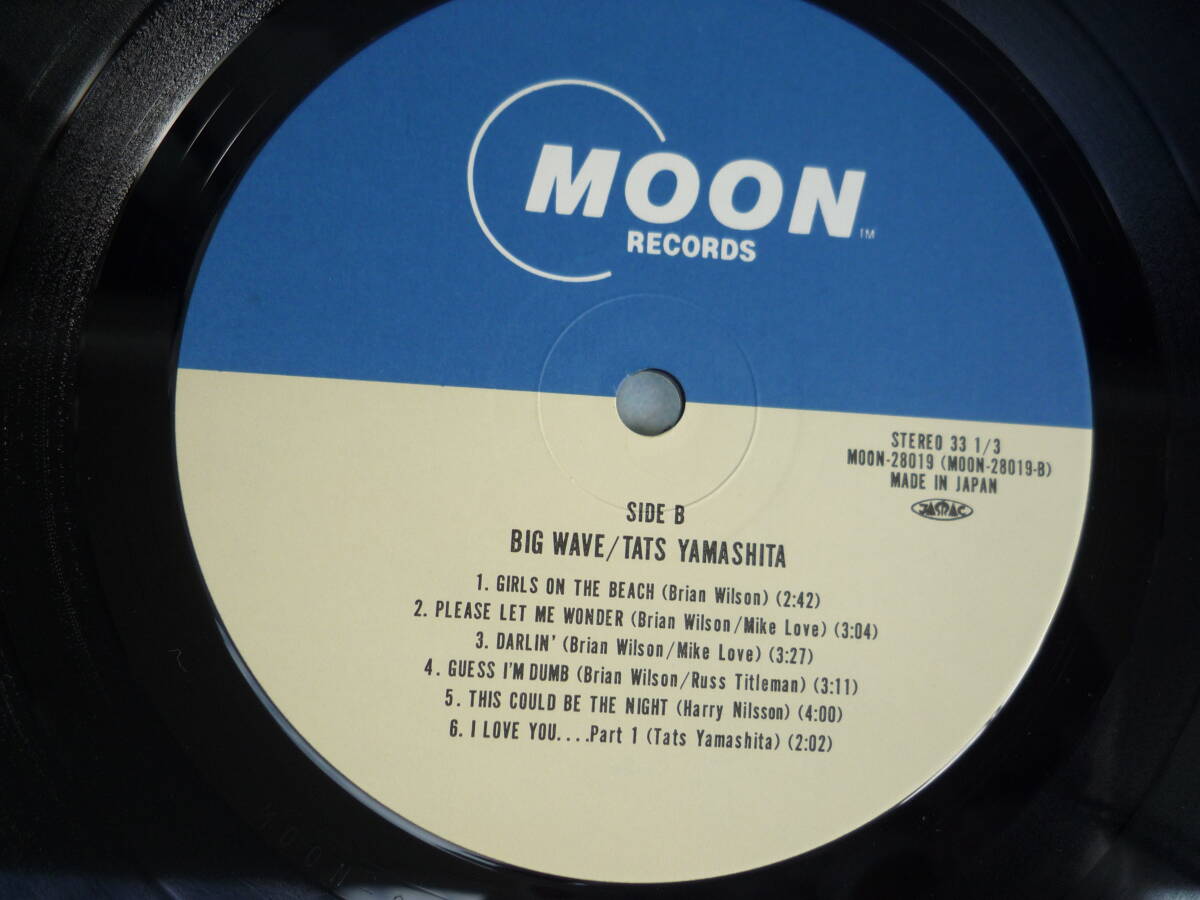 MOON
TM
RECORDS
STEREO 33 1/3
MOON-28019 (MOON-28019-B)
MADE IN JAPAN
JASRAC
SIDE B
BIG WAVE/TATS YAMASHITA
1. GIRLS ON THE BEACH (Brian Wilson) (2:42)
2. PLEASE LET ME WONDER (Brian Wilson/Mike Love) (3:04)
3. DARLIN' (Brian Wilson/Mike Love) (3:27)
4. GUESS I'M DUMB (Brian Wilson/Russ Titleman) (3:11)
5. THIS COULD BE THE NIGHT (Harry Nilsson) (4:00)
6. I LOVE YOU....Part 1 (Tats Yamashita) (2:02)
MOON